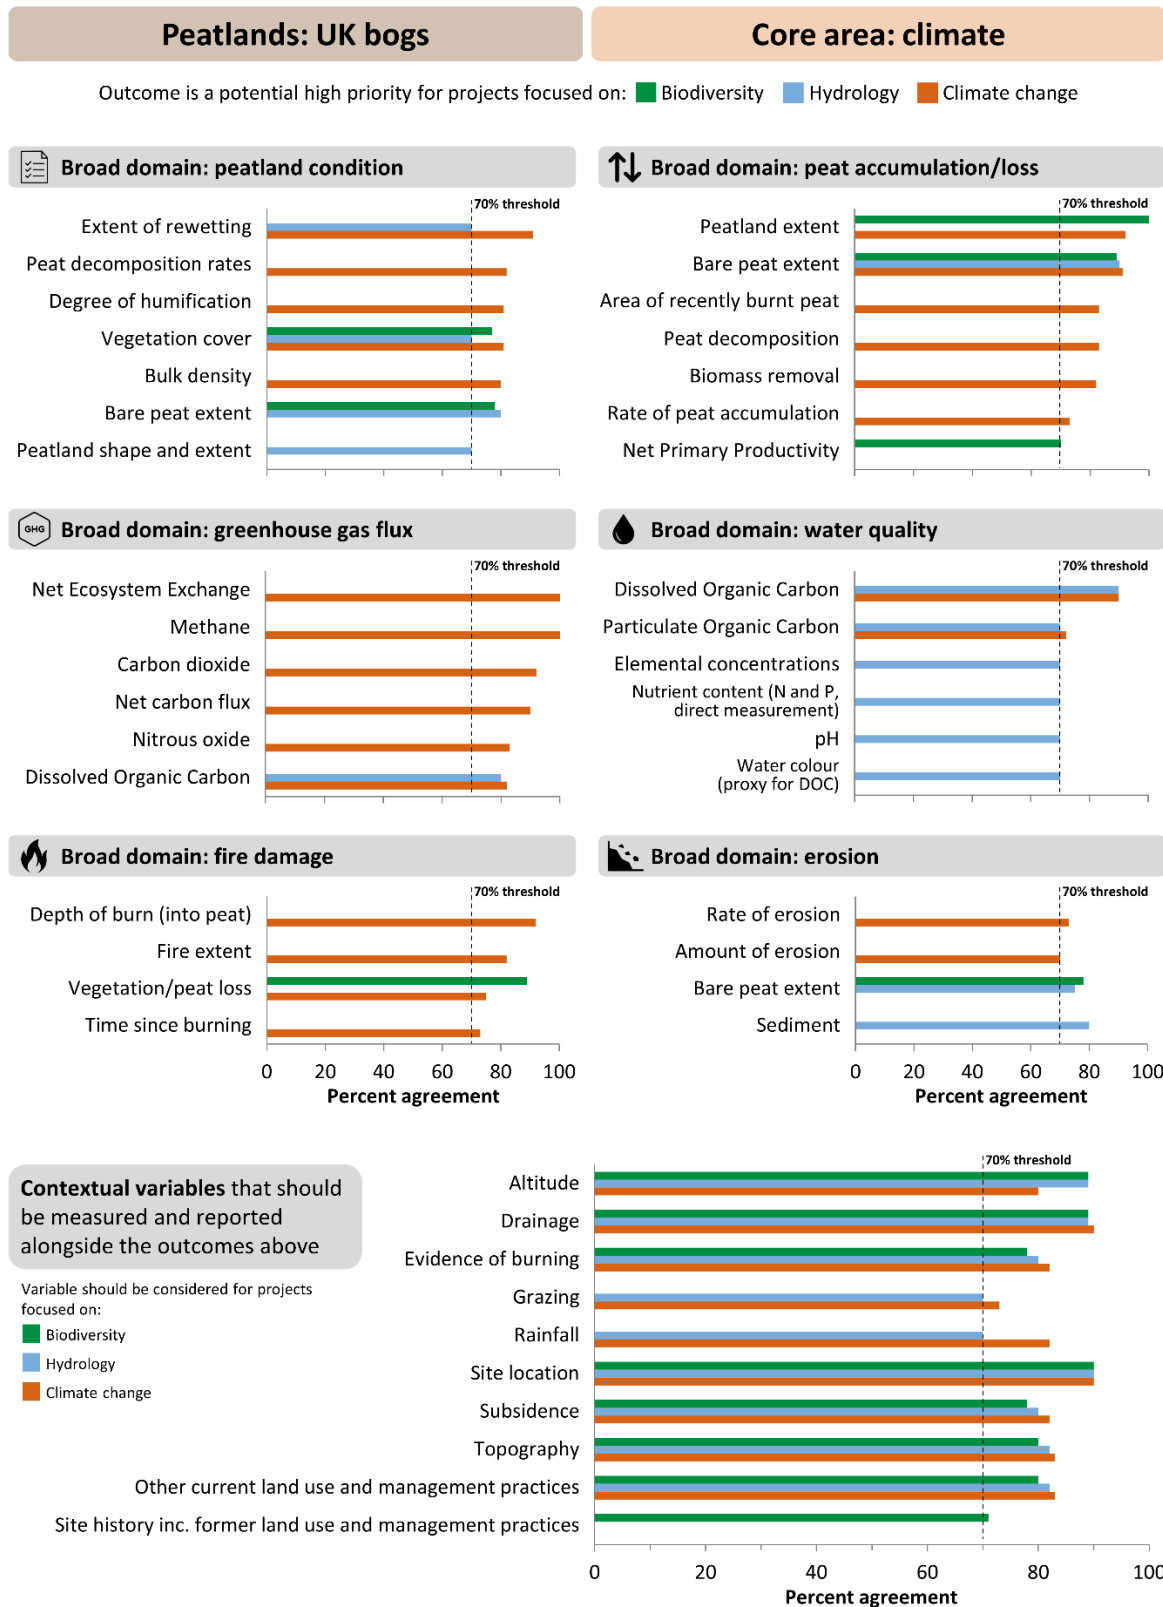 Peatlands: UK bogs
Core area: climate
Outcome is a potential high priority for projects focused on: Biodiversity Hydrology Climate change
Broad domain: peatland condition
70% threshold
Extent of rewetting
Peat decomposition rates
Degree of humification
Vegetation cover
Bulk density
Bare peat extent
Peatland shape and extent
Broad domain: peat accumulation/loss
70% threshold
Peatland extent
Bare peat extent
Area of recently burnt peat
Peat decomposition
Biomass removal
Rate of peat accumulation
Net Primary Productivity
GHG
Broad domain: greenhouse gas flux
70% threshold
Net Ecosystem Exchange
Methane
Carbon dioxide
Net carbon flux
Nitrous oxide
Dissolved Organic Carbon
Broad domain: water quality
70% threshold
Dissolved Organic Carbon
Particulate Organic Carbon
Elemental concentrations
Nutrient content (N and P,
direct measurement)
pH
Water colour
(proxy for DOC)
Broad domain: fire damage
70% threshold
Depth of burn (into peat)
Fire extent
Vegetation/peat loss
Time since burning
0 20 40 60 80 100
Percent agreement
Broad domain: erosion
70% threshold
Rate of erosion
Amount of erosion
Bare peat extent
Sediment
0 20 40 60 80 100
Percent agreement
Contextual variables that should
be measured and reported
alongside the outcomes above
Variable should be considered for projects
focused on:
Biodiversity
Hydrology
Climate change
70% threshold
Altitude
Drainage
Evidence of burning
Grazing
Rainfall
Site location
Subsidence
Topography
Other current land use and management practices
Site history inc. former land use and management practices
0 20 40 60 80 100
Percent agreement